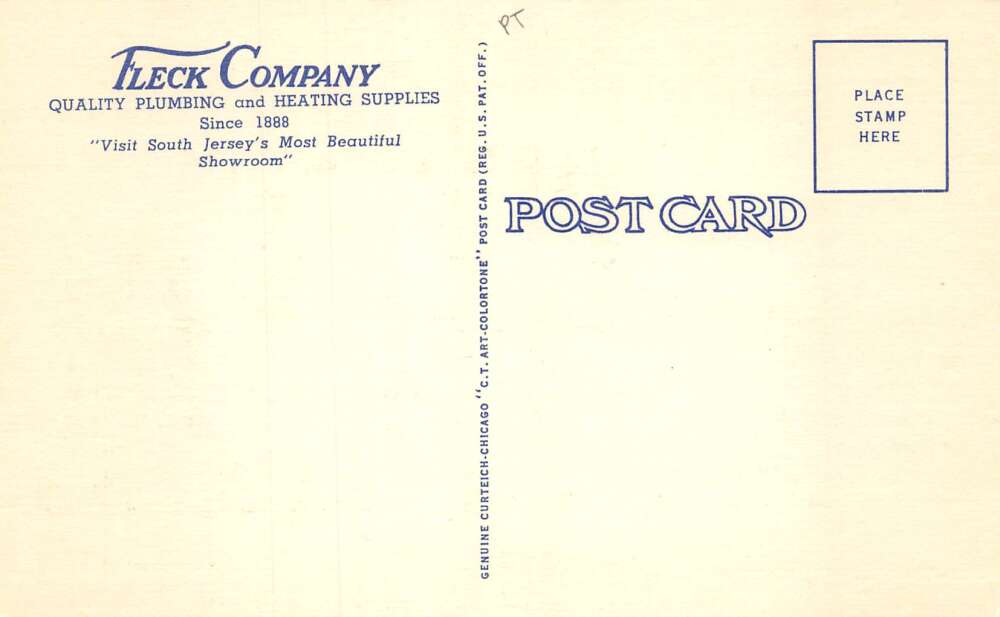 PT
FLECK COMPANY
QUALITY PLUMBING and HEATING SUPPLIES
Since 1888
"Visit South Jersey's Most Beautiful
Showroom"
GENUINE CURTEICH-CHICAGO "C.T. ART-COLORTONE" POST CARD (REG. U.S. PAT. OFF.)
POST CARD
PLACE
STAMP
HERE